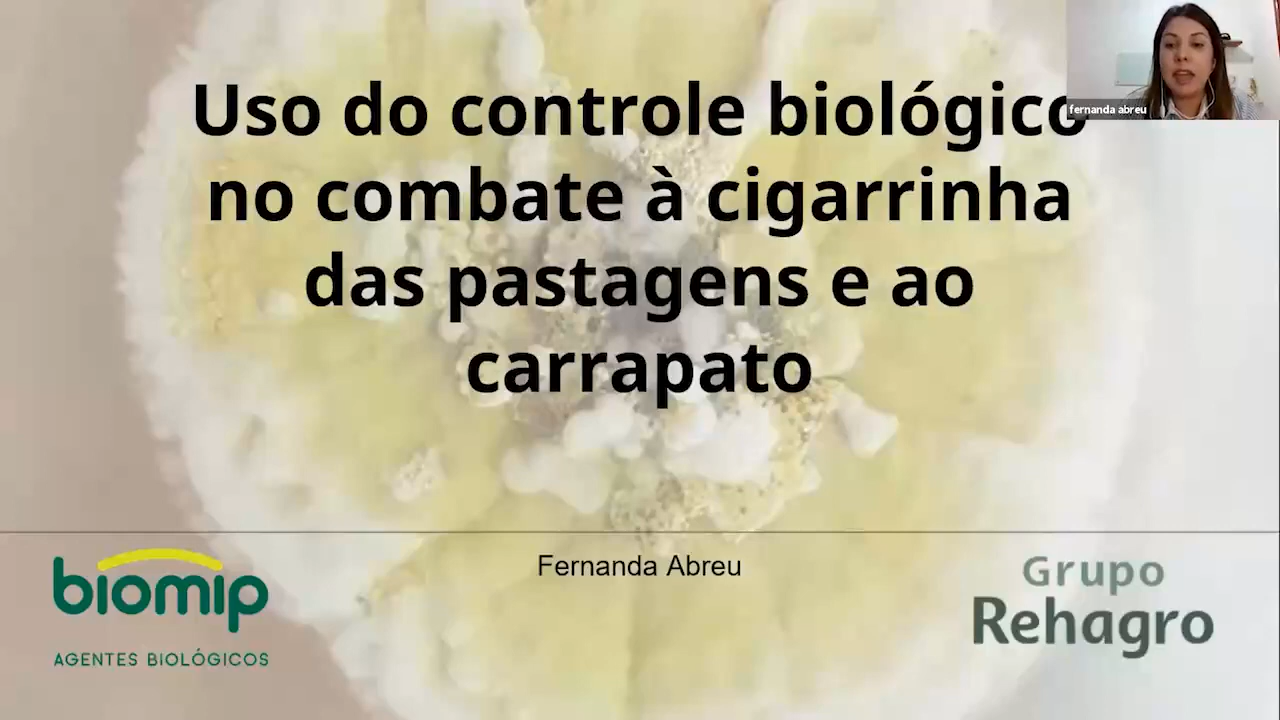 Uso do controle biológico
no combate à cigarrinha
das pastagens e ao
carrapato
fernanda abreu
Fernanda Abreu
biomip
AGENTES BIOLÓGICOS
Grupo
Rehagro